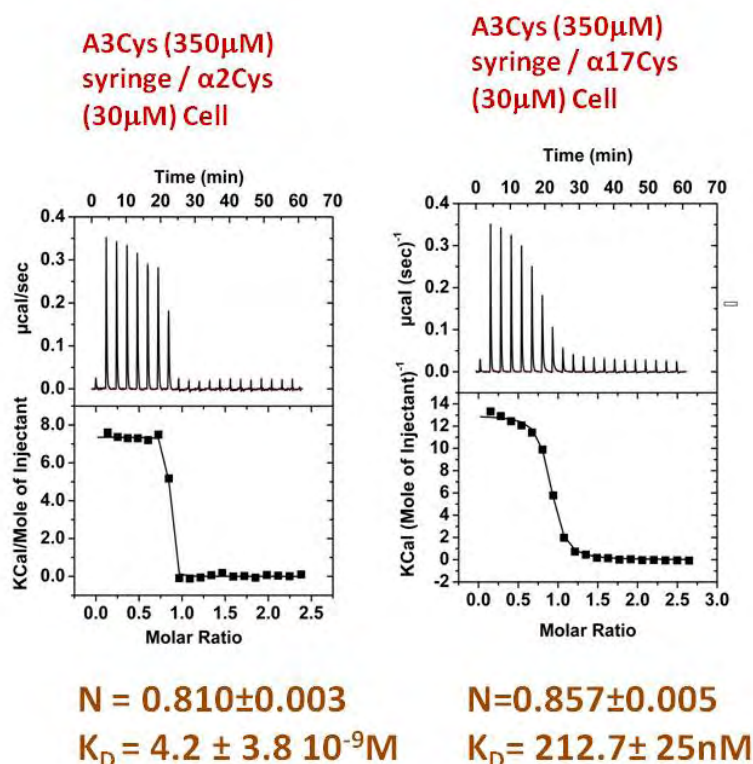 A3Cys (350µM)
syringe / α2Cys
(30µM) Cell
Time (min)
0 10 20 30 40 50 60 70
0.4
0.3
0.2
0.1
0.0
µcal/sec
8.0
6.0
4.0
2.0
0.0
KCal/Mole of Injectant
0.0 0.5 1.0 1.5 2.0 2.5
Molar Ratio
N = 0.810±0.003
KD = 4.2 ± 3.8 10⁻⁹M
A3Cys (350µM)
syringe / α17Cys
(30µM) Cell
Time (min)
0 10 20 30 40 50 60 70
0.4
0.3
0.2
0.1
0.0
µcal (sec)⁻¹
14
12
10
8
6
4
2
0
-2
KCal (Mole of Injectant)⁻¹
0.0 0.5 1.0 1.5 2.0 2.5 3.0
Molar Ratio
N=0.857±0.005
KD= 212.7± 25nM